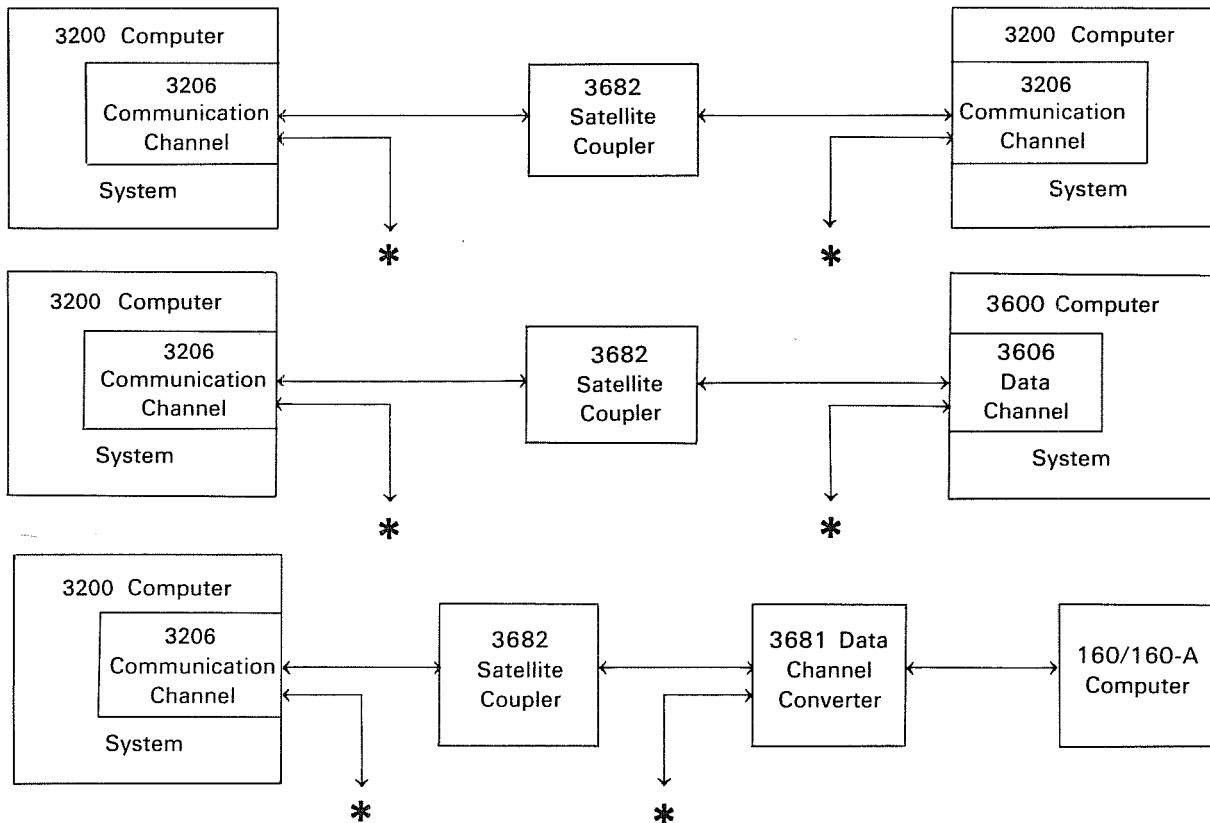 3200 Computer
3206
Communication
Channel
System
3682
Satellite
Coupler
3200 Computer
3206
Communication
Channel
System
*
*
3200 Computer
3206
Communication
Channel
System
3682
Satellite
Coupler
3600 Computer
3606
Data
Channel
System
*
*
3200 Computer
3206
Communication
Channel
System
3682
Satellite
Coupler
3681 Data
Channel
Converter
160/160-A
Computer
*
*